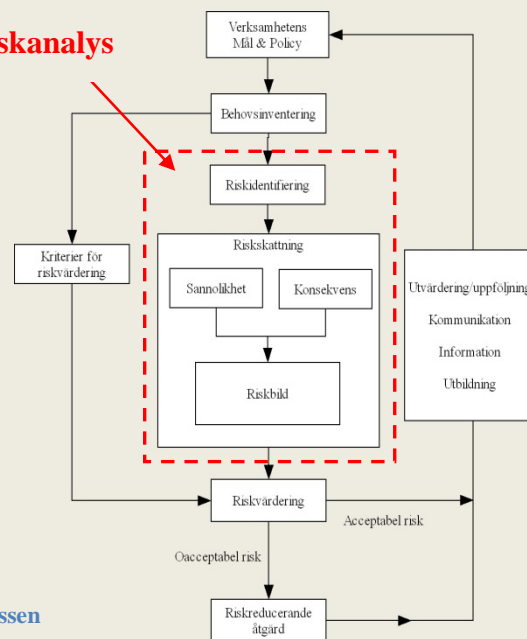 skanalys
Verksamhetens
Mål & Policy
Behovsinventering
Riskidentifiering
Riskskattning
Kriterier för
riskvärdering
Sannolikhet
Konsekvens
Riskbild
Utvärdering/uppföljning
Kommunikation
Information
Utbildning
Riskvärdering
Acceptabel risk
Oacceptabel risk
Riskreducerande
åtgärd
ssen